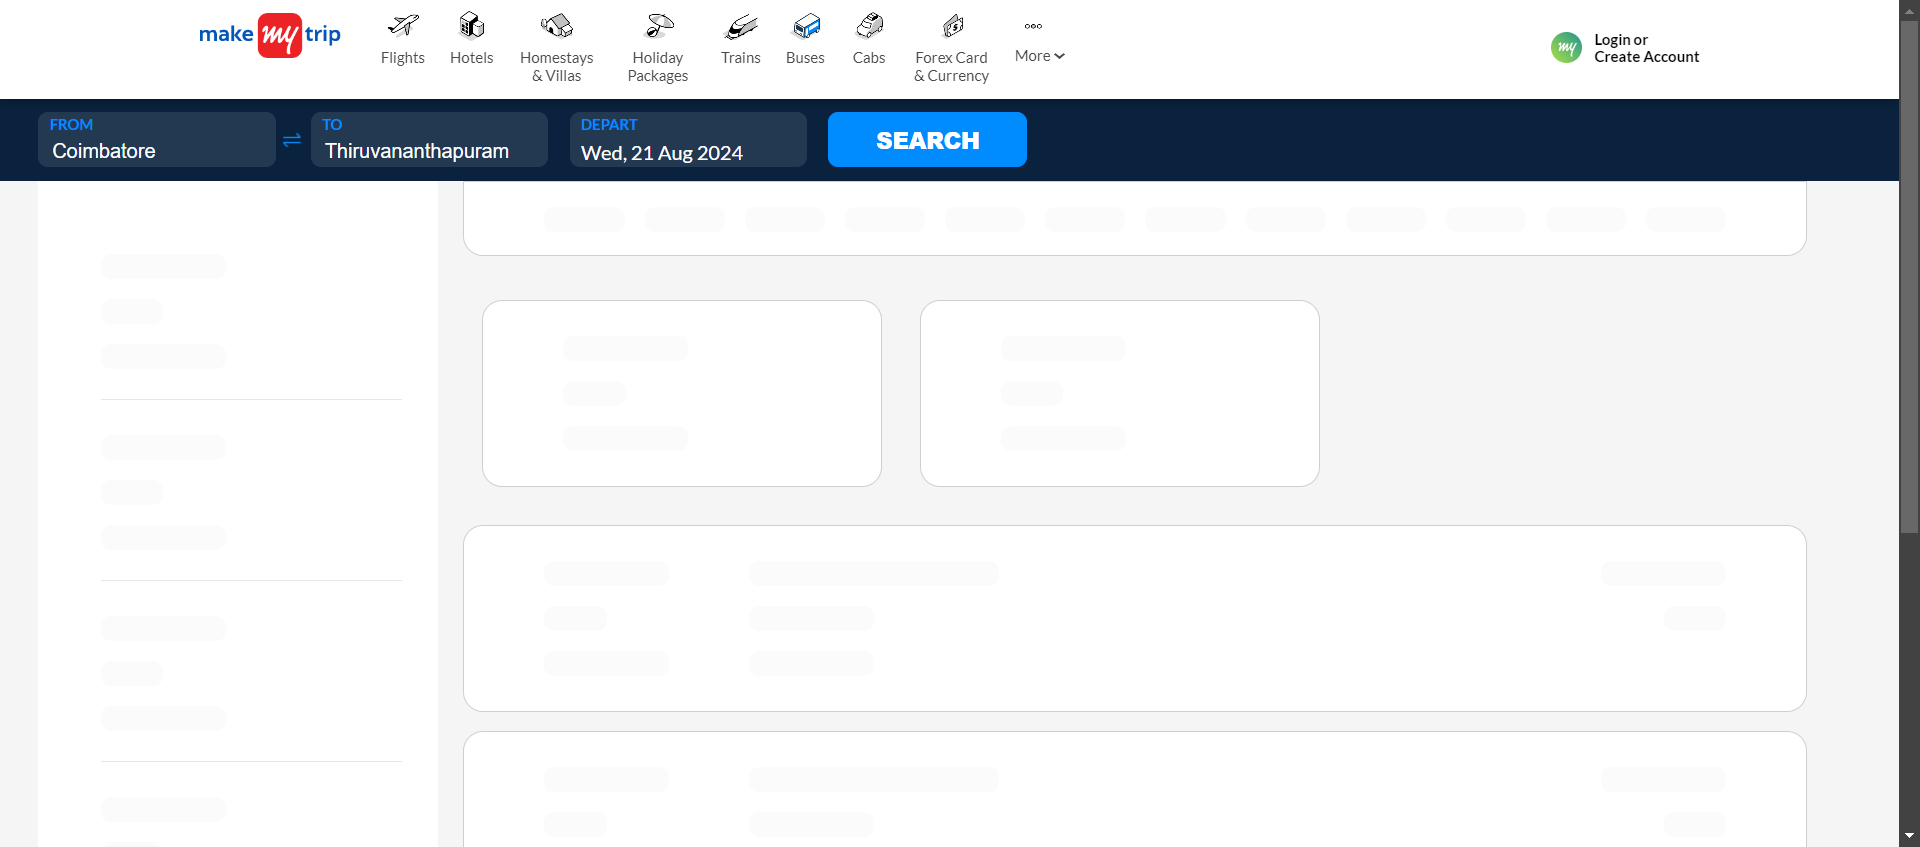 make my trip
Flights
Hotels
Homestays
& Villas
Holiday
Packages
Trains
Buses
Cabs
Forex Card
& Currency
More
my
Login or
Create Account
FROM
Coimbatore
TO
Thiruvananthapuram
DEPART
Wed, 21 Aug 2024
SEARCH